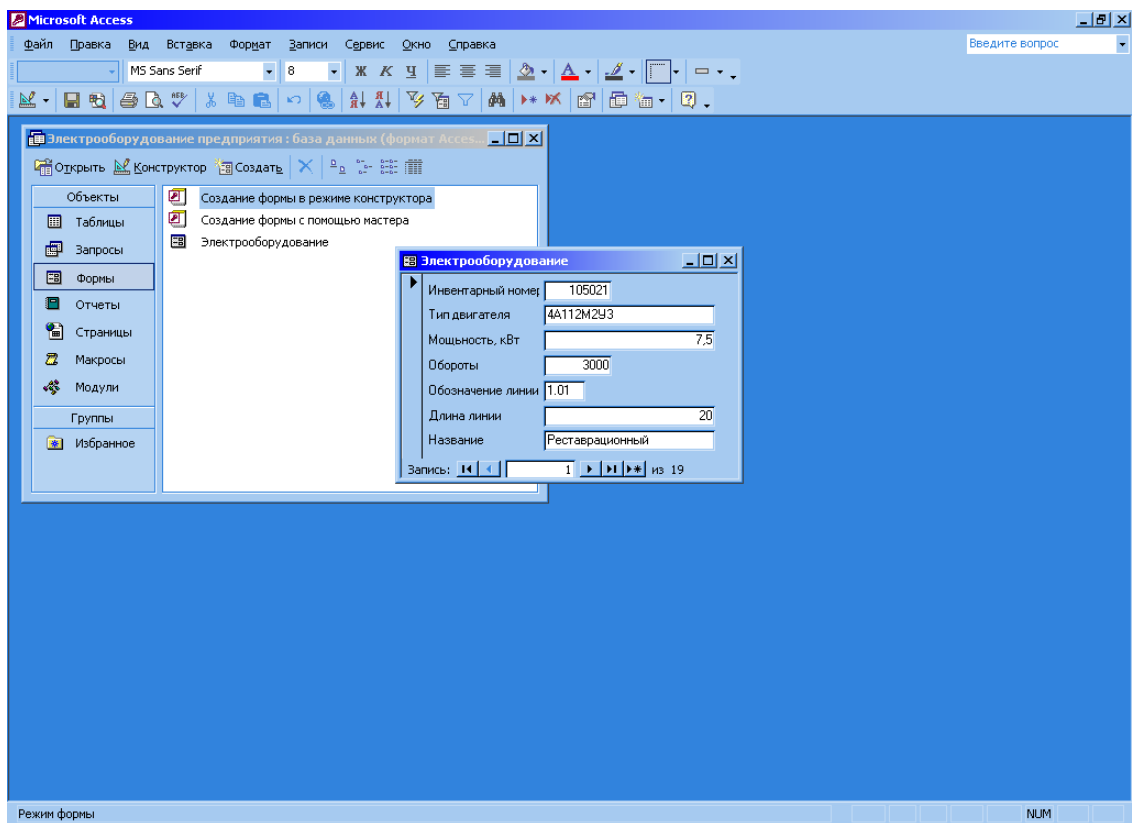 Microsoft Access
Файл Правка Вид Вставка Формат Записи Сервис Окно Справка Введите вопрос
MS Sans Serif 8 Ж К Ч
Электрооборудование предприятия : база данных (формат Acces...
Открыть Конструктор Создать
Объекты
Таблицы
Запросы
Формы
Отчеты
Страницы
Макросы
Модули
Группы
Избранное
Создание формы в режиме конструктора
Создание формы с помощью мастера
Электрооборудование
Электрооборудование
Инвентарный номер 105021
Тип двигателя 4А112М2У3
Мощьность, кВт 7,5
Обороты 3000
Обозначение линии 1.01
Длина линии 20
Название Реставрационный
Запись: 1 из 19
Режим формы NUM